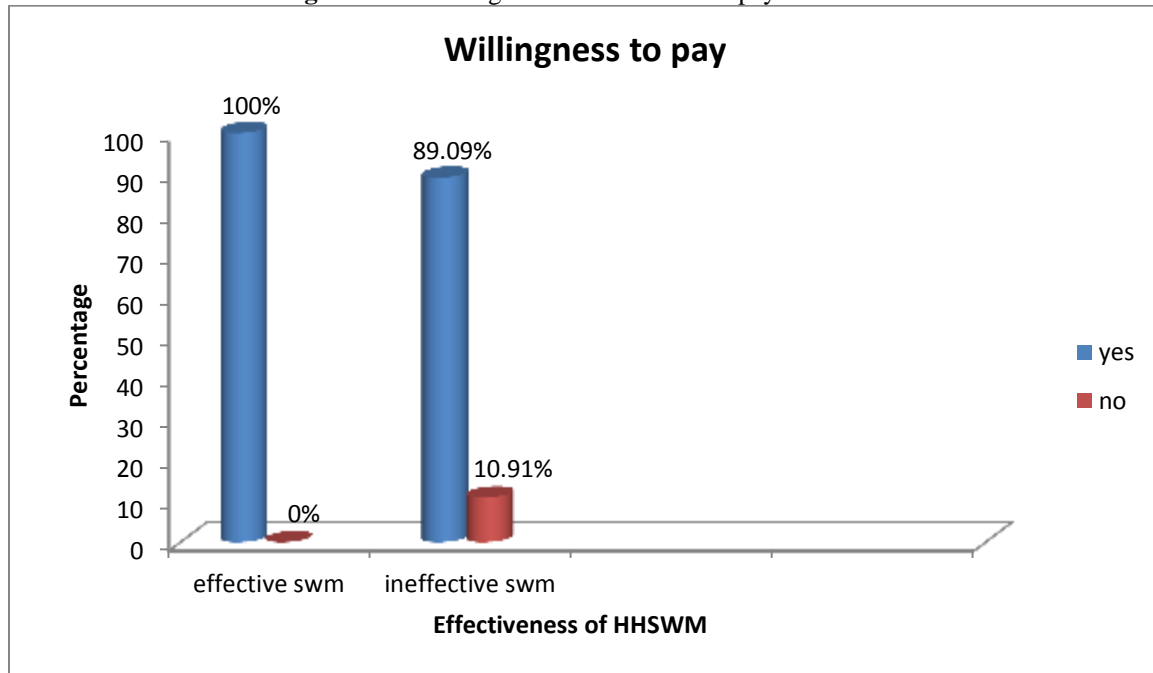 Willingness to pay
100%
89.09%
10.91%
0%
100
90
80
70
60
50
40
30
20
10
0
Percentage
effective swm
ineffective swm
Effectiveness of HHSWM
yes
no